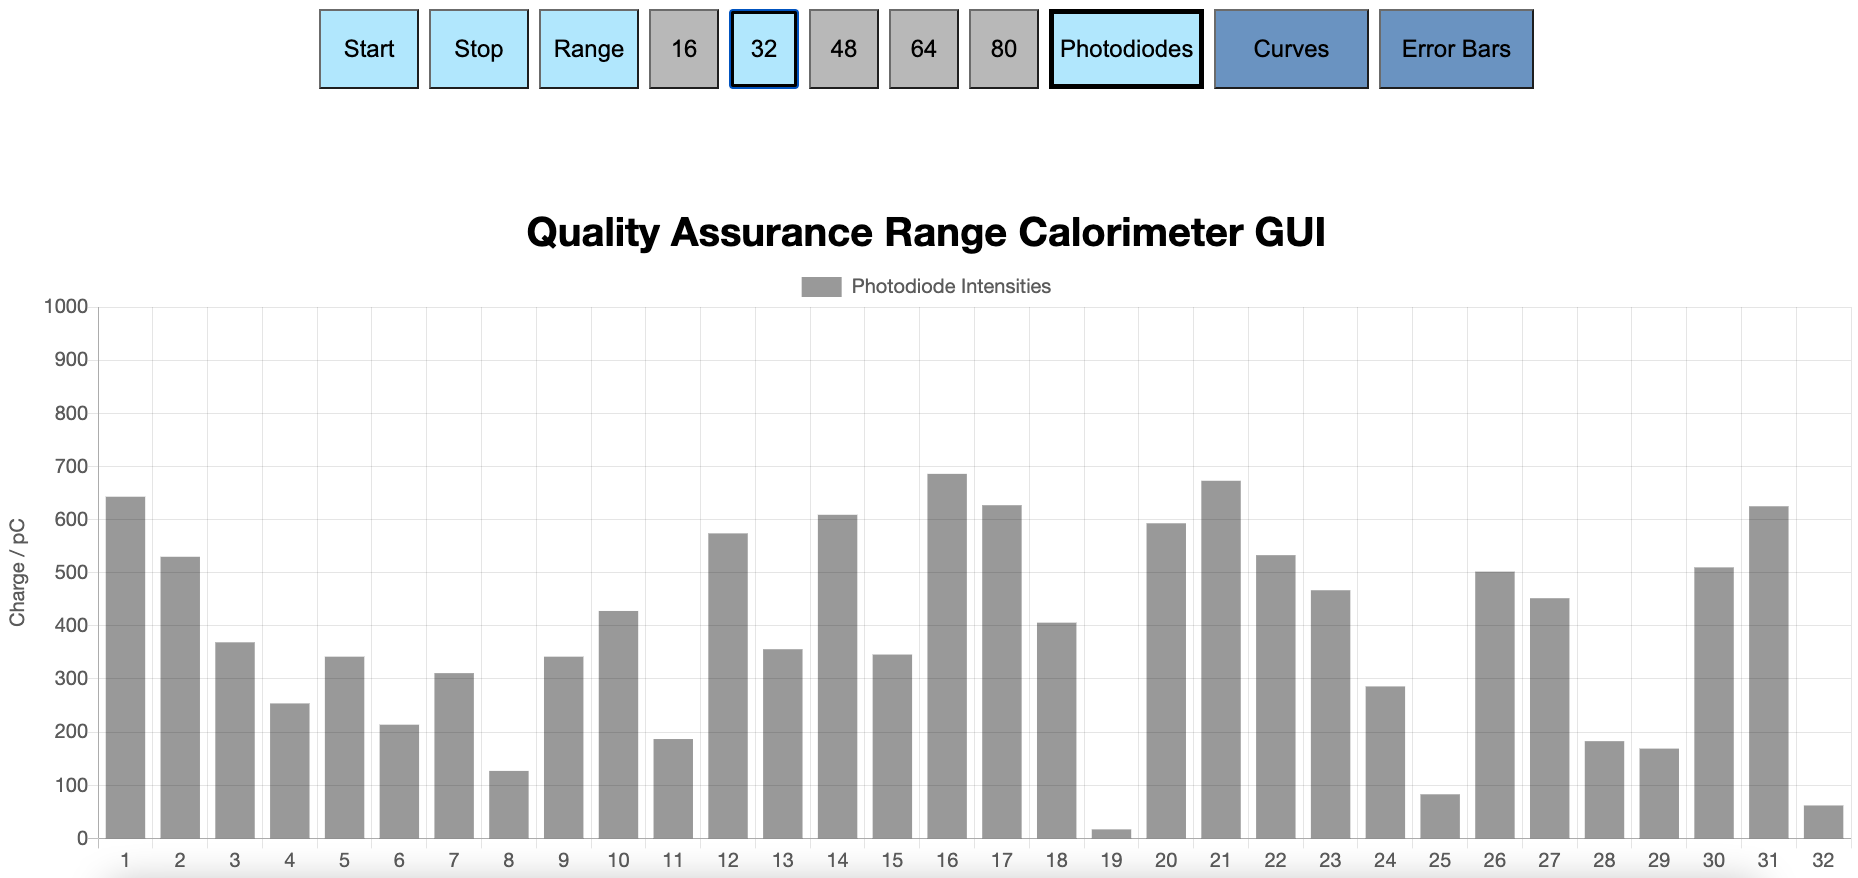 Start Stop Range 16 32 48 64 80 Photodiodes Curves Error Bars
Quality Assurance Range Calorimeter GUI
Photodiode Intensities
1000
900
800
700
600
500
400
300
200
100
0
Charge / pC
1 2 3 4 5 6 7 8 9 10 11 12 13 14 15 16 17 18 19 20 21 22 23 24 25 26 27 28 29 30 31 32